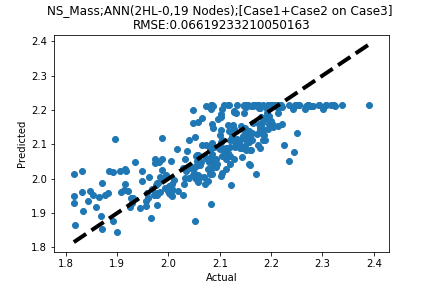 NS_Mass;ANN(2HL-0,19 Nodes);[Case1+Case2 on Case3]
RMSE:0.06619233210050163
2.4
2.3
2.2
2.1
2.0
1.9
1.8
Predicted
1.8 1.9 2.0 2.1 2.2 2.3 2.4
Actual